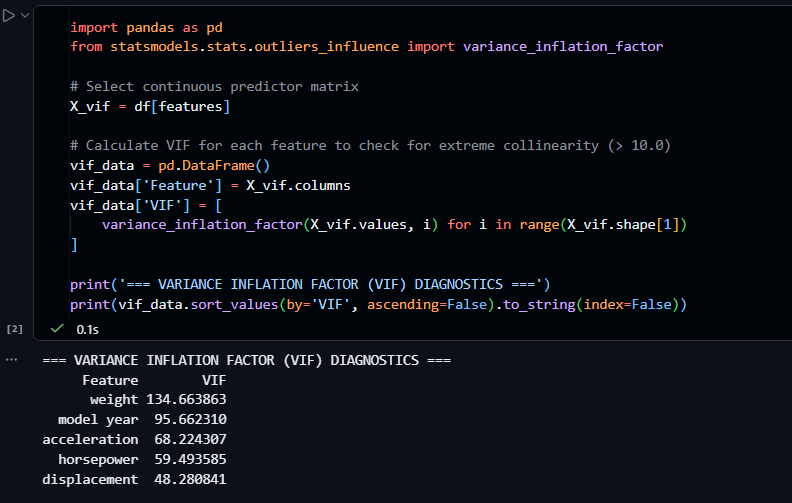 import pandas as pd
from statsmodels.stats.outliers_influence import variance_inflation_factor
# Select continuous predictor matrix
X_vif = df[features]
# Calculate VIF for each feature to check for extreme collinearity (> 10.0)
vif_data = pd.DataFrame()
vif_data['Feature'] = X_vif.columns
vif_data['VIF'] = [
    variance_inflation_factor(X_vif.values, i) for i in range(X_vif.shape[1])
]
print('=== VARIANCE INFLATION FACTOR (VIF) DIAGNOSTICS ===')
print(vif_data.sort_values(by='VIF', ascending=False).to_string(index=False))
[2] 0.1s
=== VARIANCE INFLATION FACTOR (VIF) DIAGNOSTICS ===
     Feature        VIF
      weight 134.663863
  model year  95.662310
acceleration  68.224307
  horsepower  59.493585
displacement  48.280841